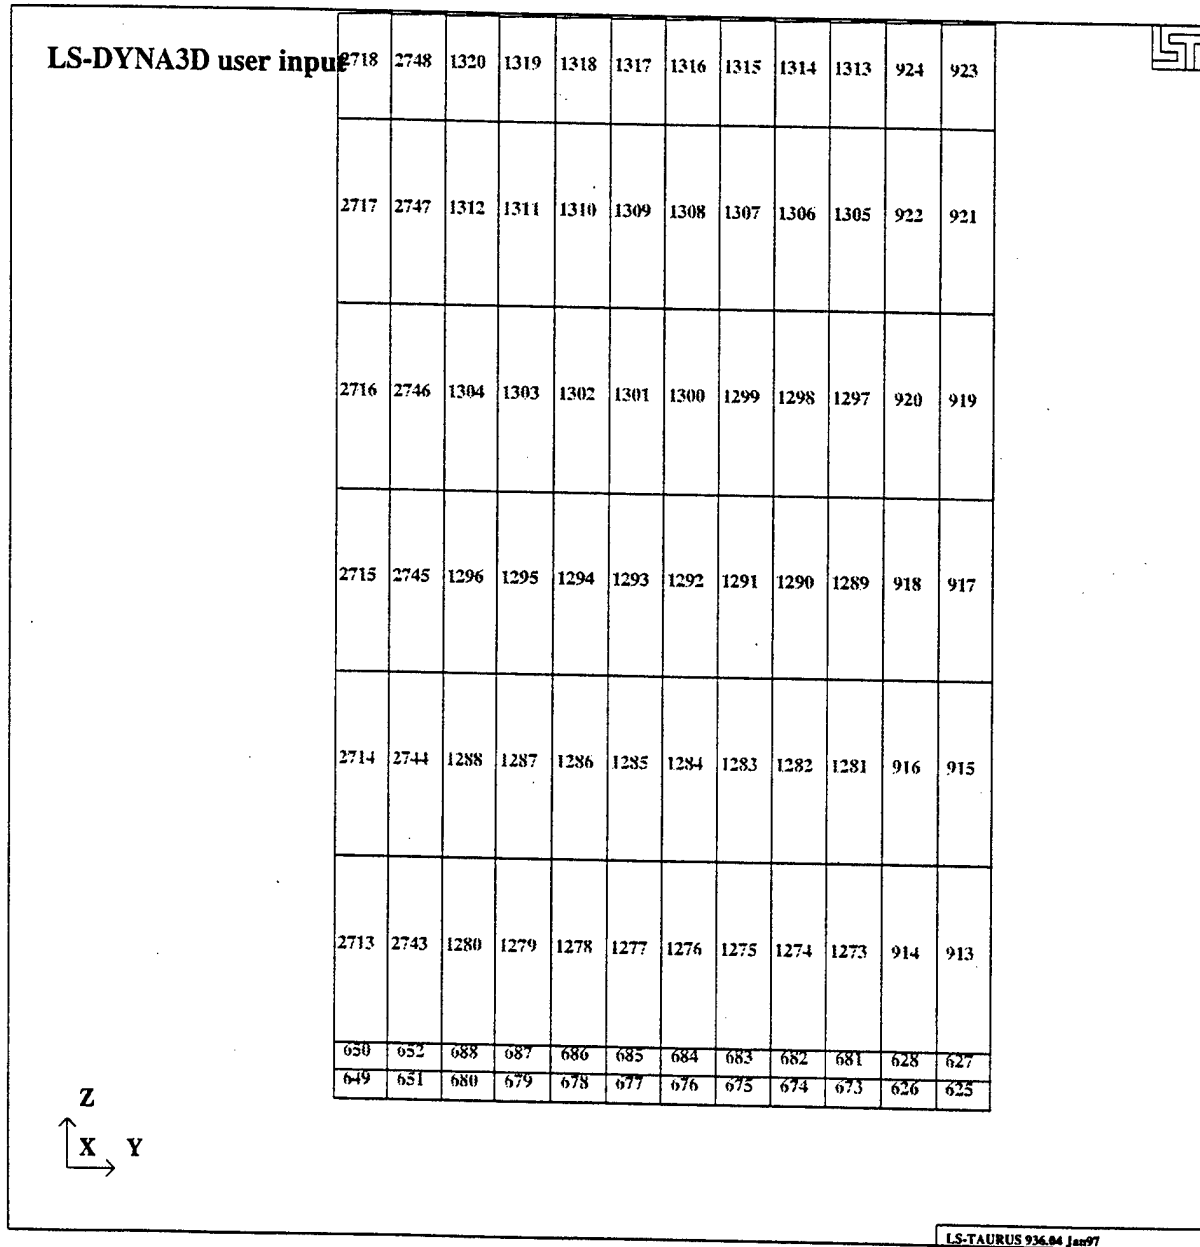 LS-DYNA3D user input
2718 2748 1320 1319 1318 1317 1316 1315 1314 1313 924 923
2717 2747 1312 1311 1310 1309 1308 1307 1306 1305 922 921
2716 2746 1304 1303 1302 1301 1300 1299 1298 1297 920 919
2715 2745 1296 1295 1294 1293 1292 1291 1290 1289 918 917
2714 2744 1288 1287 1286 1285 1284 1283 1282 1281 916 915
2713 2743 1280 1279 1278 1277 1276 1275 1274 1273 914 913
650 652 688 687 686 685 684 683 682 681 628 627
649 651 680 679 678 677 676 675 674 673 626 625
Z
X Y
LS-TAURUS 936.04 Jan97